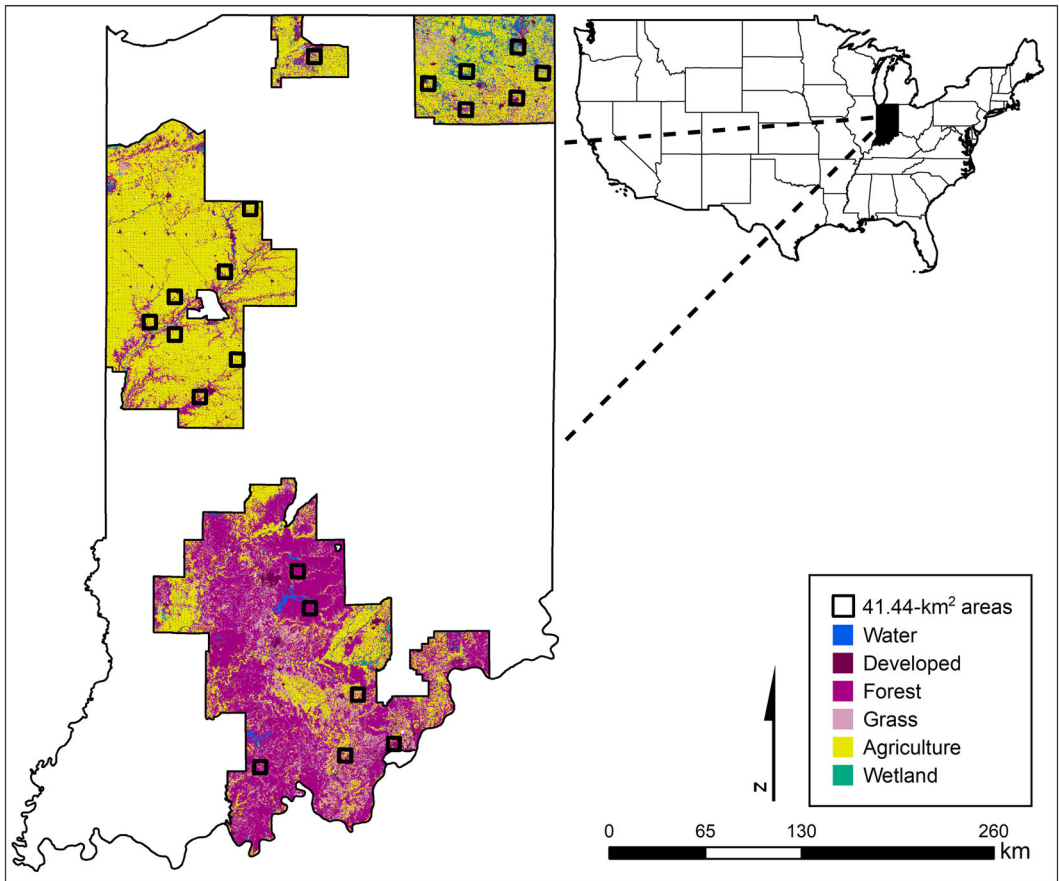 41.44-km² areas
Water
Developed
Forest
Grass
Agriculture
Wetland
N
0 65 130 260
km